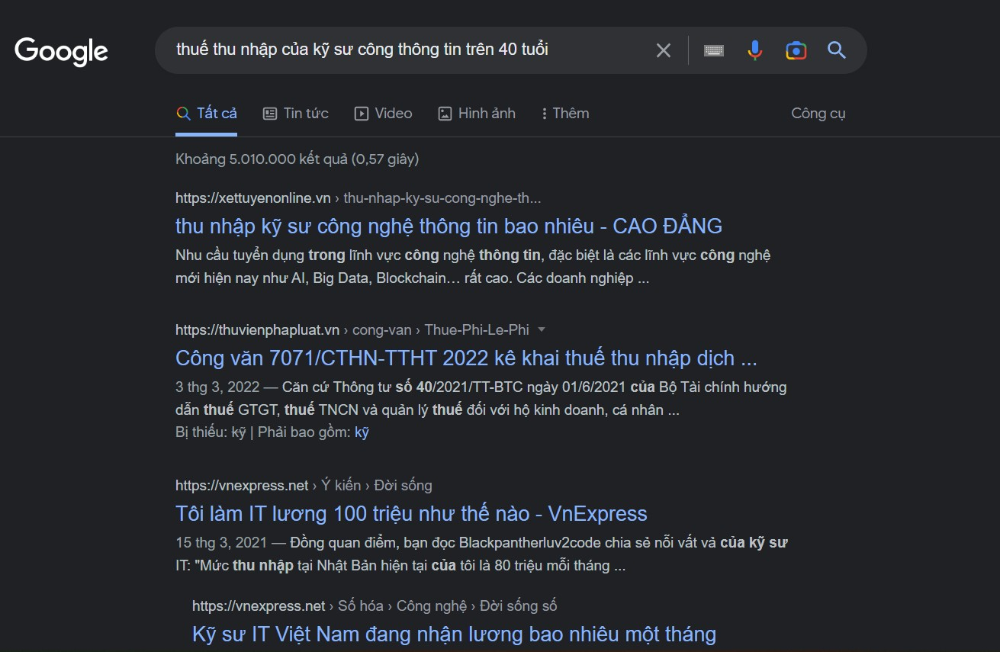 Google
thuế thu nhập của kỹ sư công thông tin trên 40 tuổi
Tất cả Tin tức Video Hình ảnh Thêm Công cụ
Khoảng 5.010.000 kết quả (0,57 giây)
https://xettuyenonline.vn › thu-nhap-ky-su-cong-nghe-th...
thu nhập kỹ sư công nghệ thông tin bao nhiêu - CAO ĐẲNG
Nhu cầu tuyển dụng trong lĩnh vực công nghệ thông tin, đặc biệt là các lĩnh vực công nghệ
mới hiện nay như AI, Big Data, Blockchain… rất cao. Các doanh nghiệp ...
https://thuvienphapluat.vn › cong-van › Thue-Phi-Le-Phi
Công văn 7071/CTHN-TTHT 2022 kê khai thuế thu nhập dịch ...
3 thg 3, 2022 — Căn cứ Thông tư số 40/2021/TT-BTC ngày 01/6/2021 của Bộ Tài chính hướng
dẫn thuế GTGT, thuế TNCN và quản lý thuế đối với hộ kinh doanh, cá nhân ...
Bị thiếu: kỹ | Phải bao gồm: kỹ
https://vnexpress.net › Ý kiến › Đời sống
Tôi làm IT lương 100 triệu như thế nào - VnExpress
15 thg 3, 2021 — Đồng quan điểm, bạn đọc Blackpantherluv2code chia sẻ nỗi vất vả của kỹ sư
IT: "Mức thu nhập tại Nhật Bản hiện tại của tôi là 80 triệu mỗi tháng ...
https://vnexpress.net › Số hóa › Công nghệ › Đời sống số
Kỹ sư IT Việt Nam đang nhận lương bao nhiêu một tháng